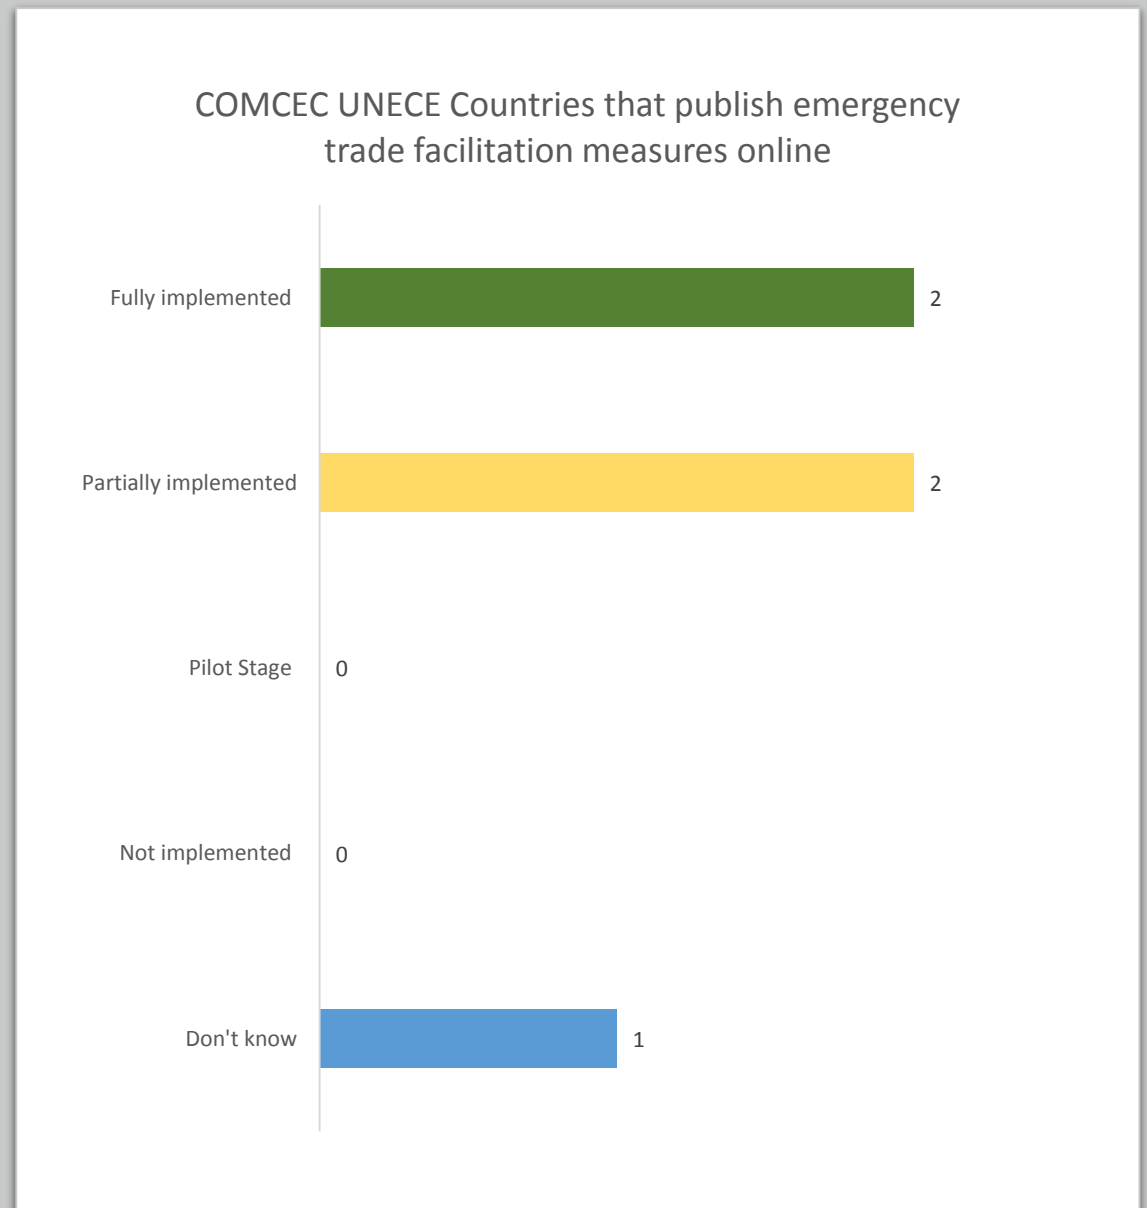 COMCEC UNECE Countries that publish emergency
trade facilitation measures online
Fully implemented 2
Partially implemented 2
Pilot Stage 0
Not implemented 0
Don't know 1